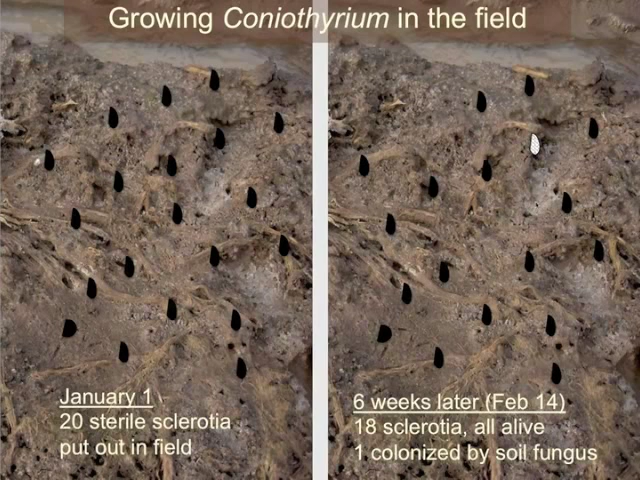 Growing Coniothyrium in the field
January 1
20 sterile sclerotia
put out in field
6 weeks later (Feb 14)
18 sclerotia, all alive
1 colonized by soil fungus